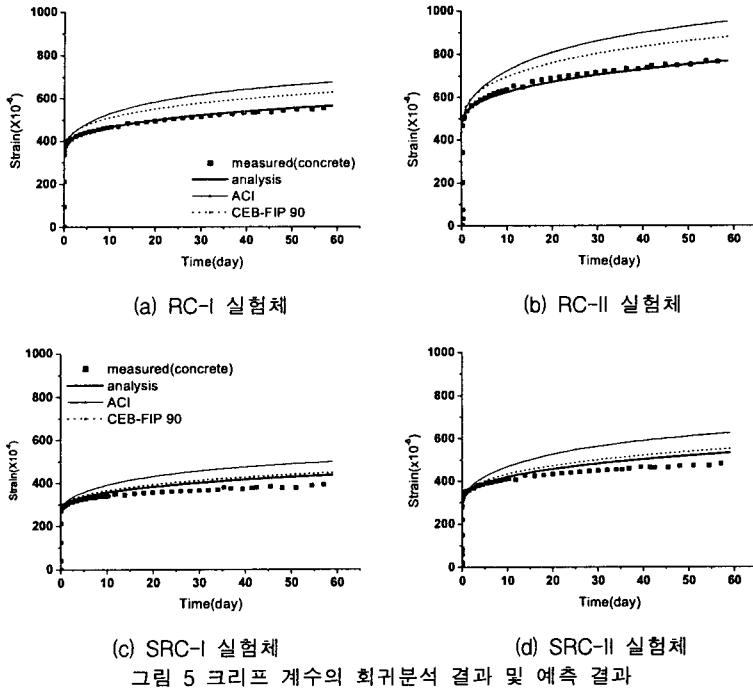 1000
800
600
400
200
0
Strain(X10⁻⁶)
measured(concrete)
analysis
ACI
CEB-FIP 90
0 10 20 30 40 50 60
Time(day)
(a) RC-I 실험체
1000
800
600
400
200
0
Strain(X10⁻⁶)
0 10 20 30 40 50 60
Time(day)
(b) RC-II 실험체
1000
800
600
400
200
0
Strain(X10⁻⁶)
measured(concrete)
analysis
ACI
CEB-FIP 90
0 10 20 30 40 50 60
Time(day)
(c) SRC-I 실험체
1000
800
600
400
200
0
Strain(X10⁻⁶)
0 10 20 30 40 50 60
Time(day)
(d) SRC-II 실험체
그림 5 크리프 계수의 회귀분석 결과 및 예측 결과